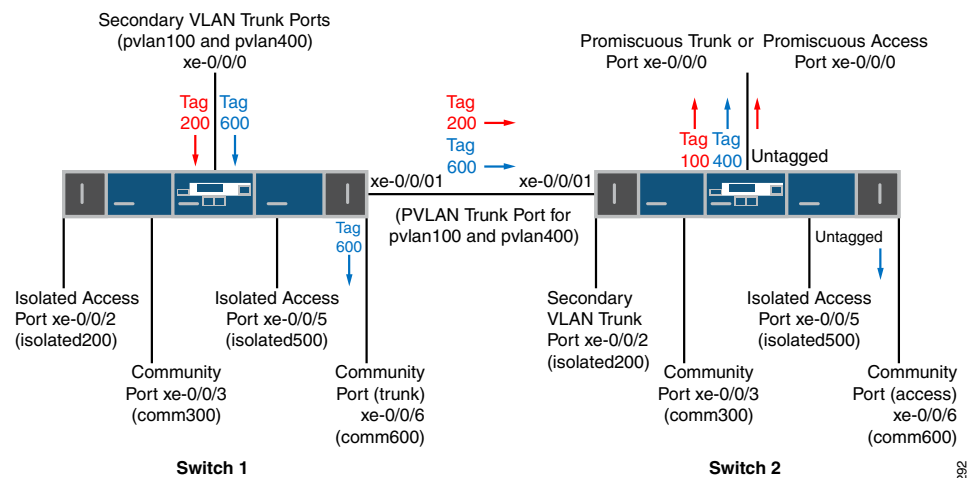 Secondary VLAN Trunk Ports
(pvlan100 and pvlan400)
xe-0/0/0
Promiscuous Trunk or
Port xe-0/0/0
Promiscuous Access
Port xe-0/0/0
Tag
200
Tag
600
Tag
200
Tag
600
Tag
100
Tag
400
Untagged
xe-0/0/01
xe-0/0/01
(PVLAN Trunk Port for
pvlan100 and pvlan400)
Tag
600
Untagged
Isolated Access
Port xe-0/0/2
(isolated200)
Isolated Access
Port xe-0/0/5
(isolated500)
Secondary
VLAN Trunk
Port xe-0/0/2
(isolated200)
Isolated Access
Port xe-0/0/5
(isolated500)
Community
Port xe-0/0/3
(comm300)
Community
Port (trunk)
xe-0/0/6
(comm600)
Community
Port xe-0/0/3
(comm300)
Community
Port (access)
xe-0/0/6
(comm600)
Switch 1
Switch 2
292